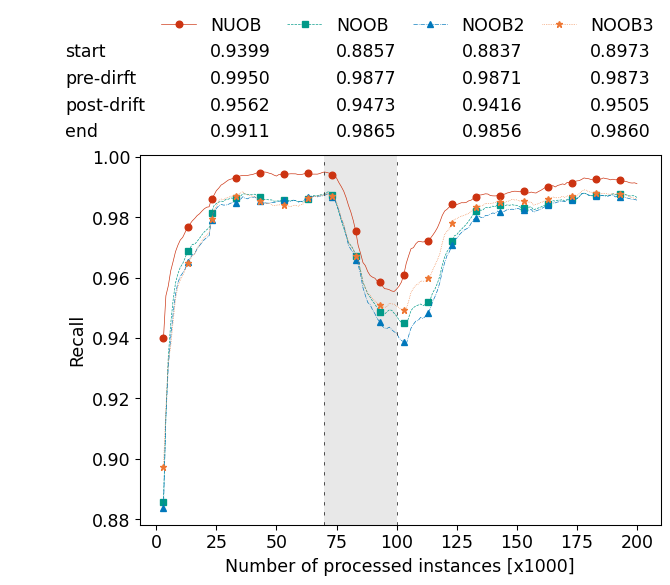 NUOB NOOB NOOB2 NOOB3
start 0.9399 0.8857 0.8837 0.8973
pre-dirft 0.9950 0.9877 0.9871 0.9873
post-drift 0.9562 0.9473 0.9416 0.9505
end 0.9911 0.9865 0.9856 0.9860
1.00
0.98
0.96
0.94
0.92
0.90
0.88
Recall
0 25 50 75 100 125 150 175 200
Number of processed instances [x1000]